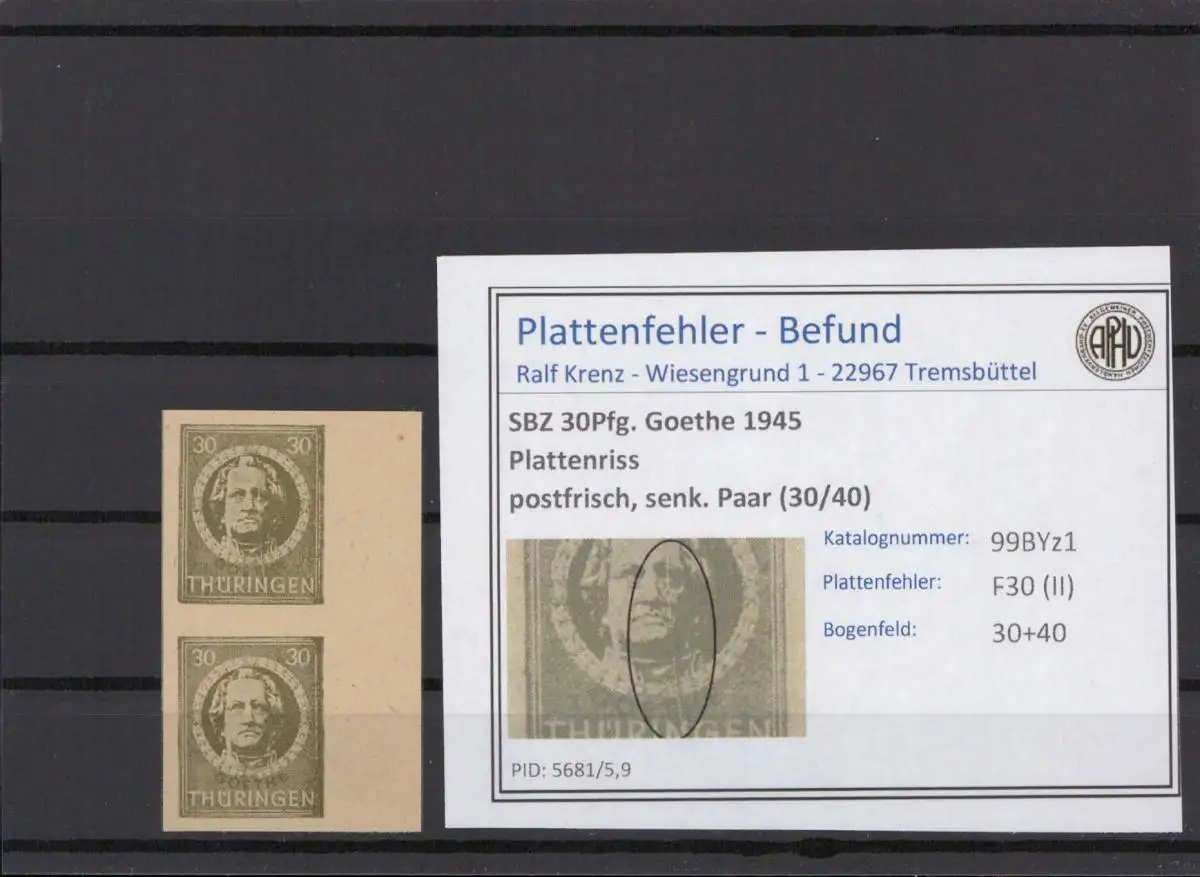 30 30
THÜRINGEN
30 30
GOETHE
THÜRINGEN
Plattenfehler - Befund
Ralf Krenz - Wiesengrund 1 - 22967 Tremsbüttel
APHV
SBZ 30Pfg. Goethe 1945
Plattenriss
postfrisch, senk. Paar (30/40)
Katalognummer: 99BYz1
Plattenfehler: F30 (II)
Bogenfeld: 30+40
THÜRINGEN
PID: 5681/5,9